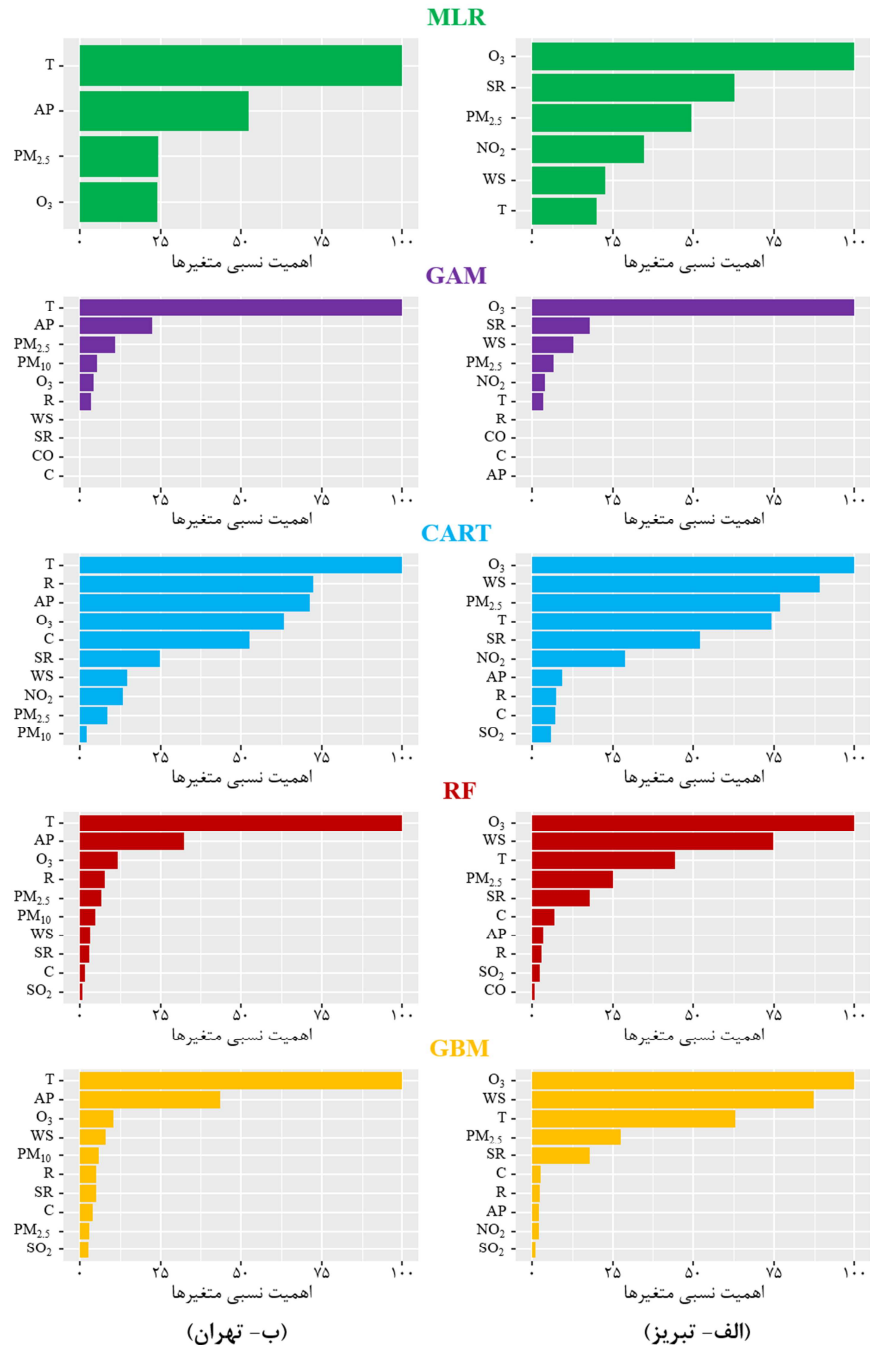 MLR
T
AP
PM2.5
O3
۰ ۲۵ ۵۰ ۷۵ ۱۰۰
اهمیت نسبی متغیرها
O3
SR
PM2.5
NO2
WS
T
۰ ۲۵ ۵۰ ۷۵ ۱۰۰
اهمیت نسبی متغیرها
GAM
T
AP
PM2.5
PM10
O3
R
WS
SR
CO
C
۰ ۲۵ ۵۰ ۷۵ ۱۰۰
اهمیت نسبی متغیرها
O3
SR
WS
PM2.5
NO2
T
R
CO
C
AP
۰ ۲۵ ۵۰ ۷۵ ۱۰۰
اهمیت نسبی متغیرها
CART
T
R
AP
O3
C
SR
WS
NO2
PM2.5
PM10
۰ ۲۵ ۵۰ ۷۵ ۱۰۰
اهمیت نسبی متغیرها
O3
WS
PM2.5
T
SR
NO2
AP
R
C
SO2
۰ ۲۵ ۵۰ ۷۵ ۱۰۰
اهمیت نسبی متغیرها
RF
T
AP
O3
R
PM2.5
PM10
WS
SR
C
SO2
۰ ۲۵ ۵۰ ۷۵ ۱۰۰
اهمیت نسبی متغیرها
O3
WS
T
PM2.5
SR
C
AP
R
SO2
CO
۰ ۲۵ ۵۰ ۷۵ ۱۰۰
اهمیت نسبی متغیرها
GBM
T
AP
O3
WS
PM10
R
SR
C
PM2.5
SO2
۰ ۲۵ ۵۰ ۷۵ ۱۰۰
اهمیت نسبی متغیرها
O3
WS
T
PM2.5
SR
C
R
AP
NO2
SO2
۰ ۲۵ ۵۰ ۷۵ ۱۰۰
اهمیت نسبی متغیرها
(الف- تبریز)
(ب- تهران)